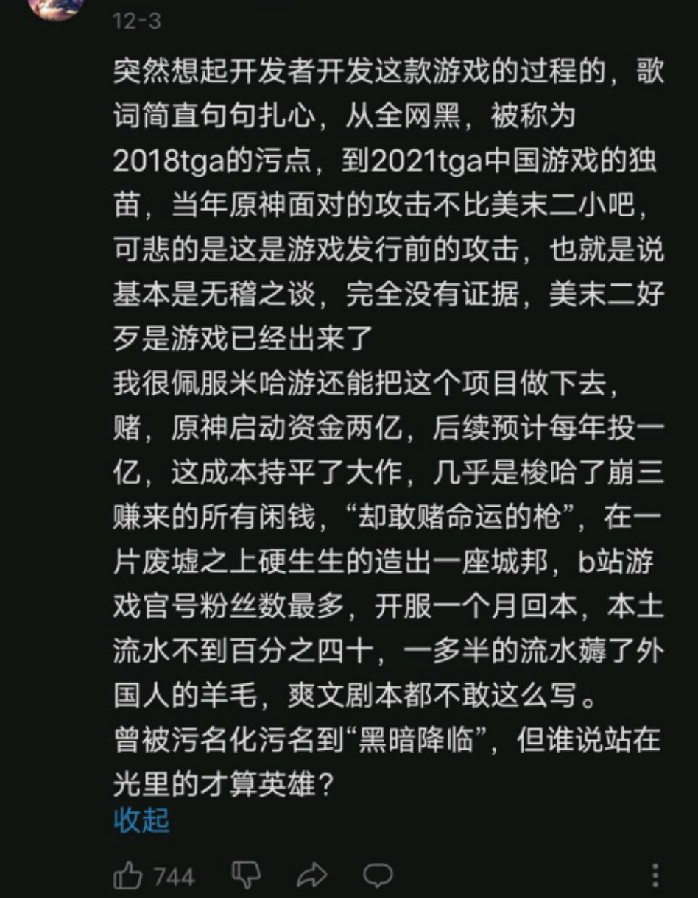 12-3
突然想起开发者开发这款游戏的过程的，歌
词简直句句扎心，从全网黑，被称为
2018tga的污点，到2021tga中国游戏的独
苗，当年原神面对的攻击不比美末二小吧，
可悲的是这是游戏发行前的攻击，也就是说
基本是无稽之谈，完全没有证据，美末二好
歹是游戏已经出来了
我很佩服米哈游还能把这个项目做下去，
赌，原神启动资金两亿，后续预计每年投一
亿，这成本持平了大作，几乎是梭哈了崩三
赚来的所有闲钱，“却敢赌命运的枪”，在一
片废墟之上硬生生的造出一座城邦，b站游
戏官号粉丝数最多，开服一个月回本，本土
流水不到百分之四十，一多半的流水薅了外
国人的羊毛，爽文剧本都不敢这么写。
曾被污名化污名到“黑暗降临”，但谁说站在
光里的才算英雄？
收起
744